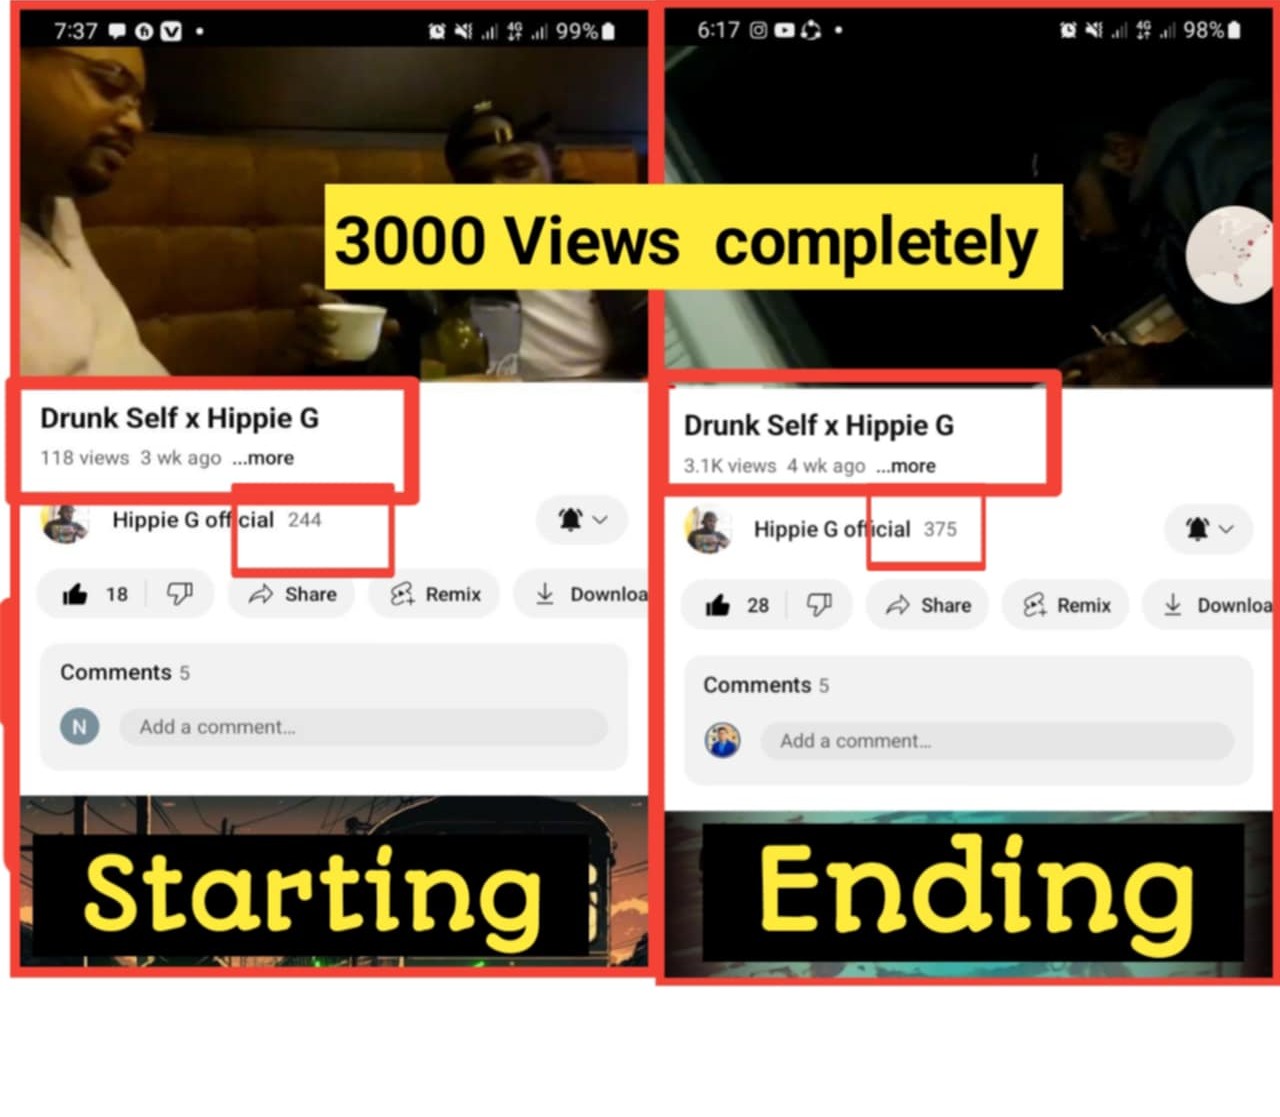 7:37
4G
99%
6:17
4G
98%
3000 Views completely
Drunk Self x Hippie G
118 views 3 wk ago ...more
Hippie G official 244
18
Share
Remix
Downloa
Comments 5
N
Add a comment...
Starting
Drunk Self x Hippie G
3.1K views 4 wk ago ...more
Hippie G official 375
28
Share
Remix
Downloa
Comments 5
Add a comment...
Ending